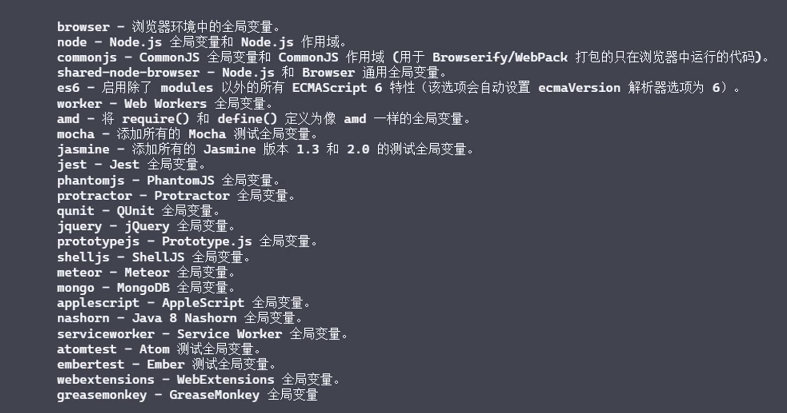 browser - 浏览器环境中的全局变量。
node - Node.js 全局变量和 Node.js 作用域。
commonjs - CommonJS 全局变量和 CommonJS 作用域 (用于 Browserify/WebPack 打包的只在浏览器中运行的代码)。
shared-node-browser - Node.js 和 Browser 通用全局变量。
es6 - 启用除了 modules 以外的所有 ECMAScript 6 特性（该选项会自动设置 ecmaVersion 解析器选项为 6）。
worker - Web Workers 全局变量。
amd - 将 require() 和 define() 定义为像 amd 一样的全局变量。
mocha - 添加所有的 Mocha 测试全局变量。
jasmine - 添加所有的 Jasmine 版本 1.3 和 2.0 的测试全局变量。
jest - Jest 全局变量。
phantomjs - PhantomJS 全局变量。
protractor - Protractor 全局变量。
qunit - QUnit 全局变量。
jquery - jQuery 全局变量。
prototypejs - Prototype.js 全局变量。
shelljs - ShellJS 全局变量。
meteor - Meteor 全局变量。
mongo - MongoDB 全局变量。
applescript - AppleScript 全局变量。
nashorn - Java 8 Nashorn 全局变量。
serviceworker - Service Worker 全局变量。
atomtest - Atom 测试全局变量。
embertest - Ember 测试全局变量。
webextensions - WebExtensions 全局变量。
greasemonkey - GreaseMonkey 全局变量